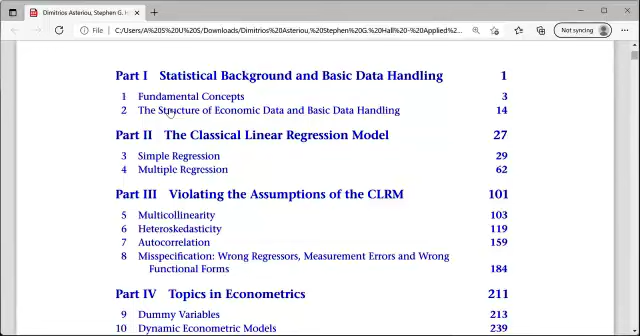 Dimitrios Asteriou, Stephen G. H
File
C:/Users/A%20S%20U%20S/Downloads/Dimitrios%20Asteriou,%20Stephen%20G.%20Hall%20-%20Applied%2...
Not syncing
Part I Statistical Background and Basic Data Handling 1
1 Fundamental Concepts 3
2 The Structure of Economic Data and Basic Data Handling 14
Part II The Classical Linear Regression Model 27
3 Simple Regression 29
4 Multiple Regression 62
Part III Violating the Assumptions of the CLRM 101
5 Multicollinearity 103
6 Heteroskedasticity 119
7 Autocorrelation 159
8 Misspecification: Wrong Regressors, Measurement Errors and Wrong
Functional Forms 184
Part IV Topics in Econometrics 211
9 Dummy Variables 213
10 Dynamic Econometric Models 239